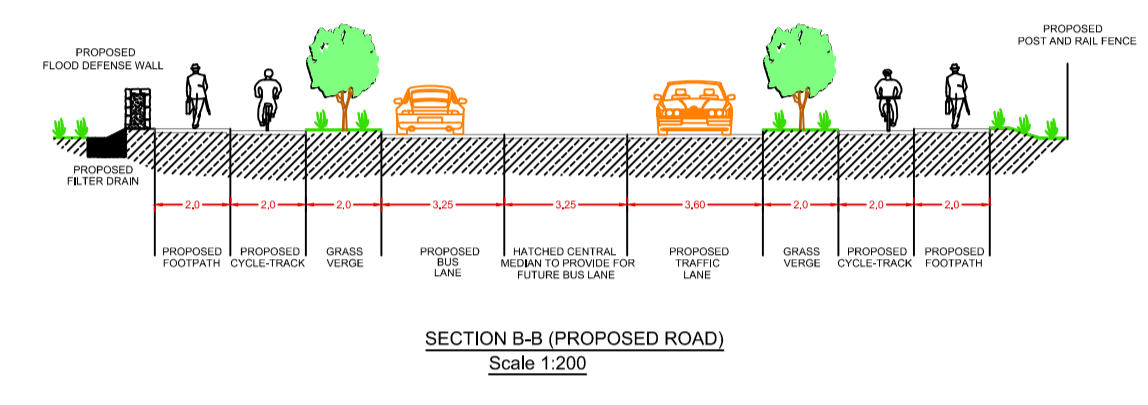 PROPOSED
FLOOD DEFENSE WALL
PROPOSED
POST AND RAIL FENCE
PROPOSED
FILTER DRAIN
2.0
2.0
2.0
3.25
3.25
3.60
2.0
2.0
2.0
PROPOSED
FOOTPATH
PROPOSED
CYCLE-TRACK
GRASS
VERGE
PROPOSED
BUS
LANE
HATCHED CENTRAL
MEDIAN TO PROVIDE FOR
FUTURE BUS LANE
PROPOSED
TRAFFIC
LANE
GRASS
VERGE
PROPOSED
CYCLE-TRACK
PROPOSED
FOOTPATH
SECTION B-B (PROPOSED ROAD)
Scale 1:200